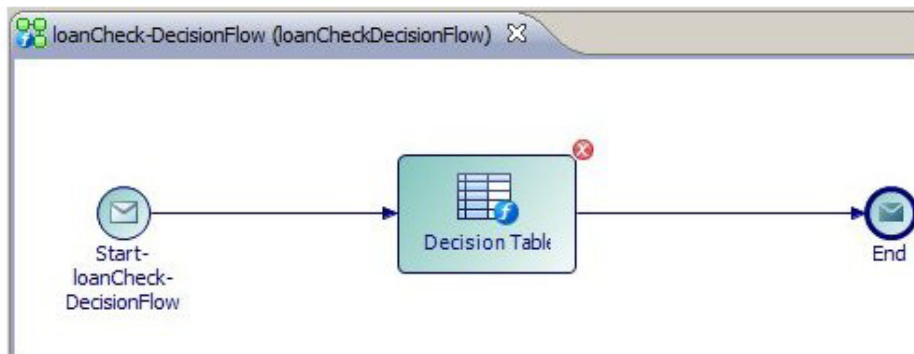 loanCheck-DecisionFlow (loanCheckDecisionFlow)
Decision Table
Start-
loanCheck-
DecisionFlow
End